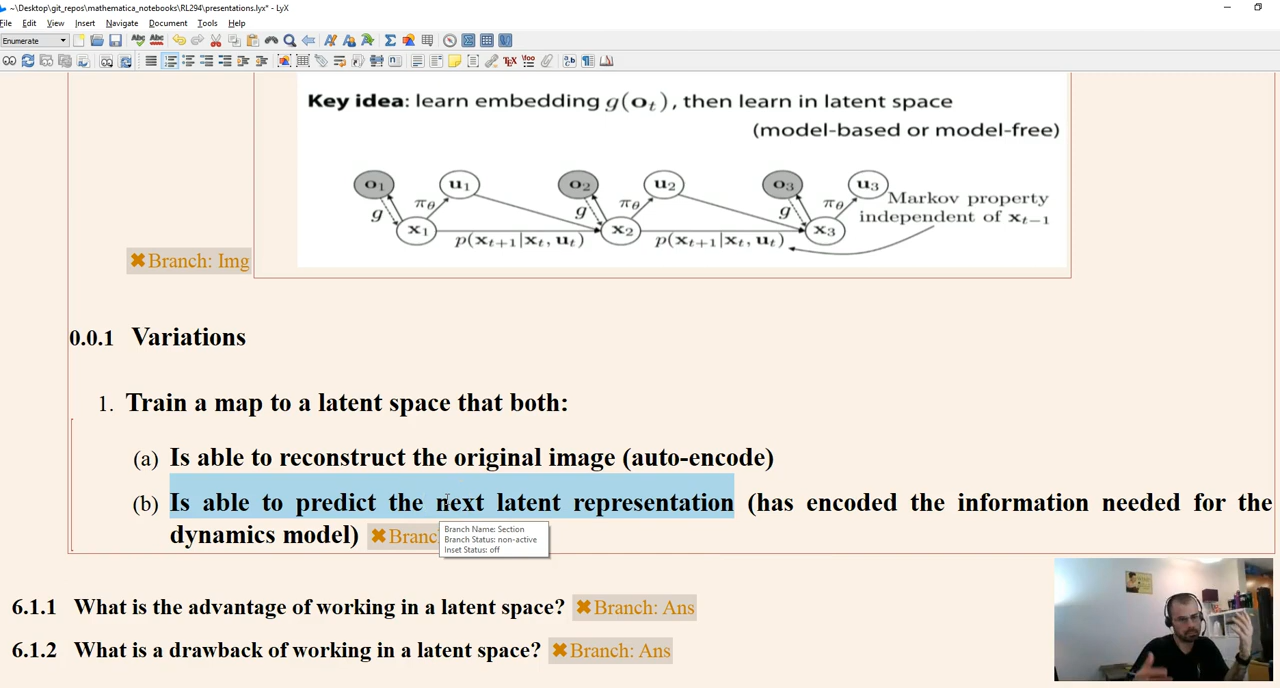 ~\Desktop\git_repos\mathematica_notebooks\RL294\presentations.lyx* - LyX
File Edit View Insert Navigate Document Tools Help
Enumerate
Key idea: learn embedding g(o_t), then learn in latent space
(model-based or model-free)
o₁ u₁ o₂ u₂ o₃ u₃
g π_θ g π_θ g π_θ
Markov property
independent of x_{t−1}
x₁ x₂ x₃
p(x_{t+1}|x_t, u_t) p(x_{t+1}|x_t, u_t)
✖Branch: Img
0.0.1 Variations
1. Train a map to a latent space that both:
(a) Is able to reconstruct the original image (auto-encode)
(b) Is able to predict the next latent representation (has encoded the information needed for the
dynamics model) ✖Branc
Branch Name: Section
Branch Status: non-active
Inset Status: off
6.1.1 What is the advantage of working in a latent space? ✖Branch: Ans
6.1.2 What is a drawback of working in a latent space? ✖Branch: Ans